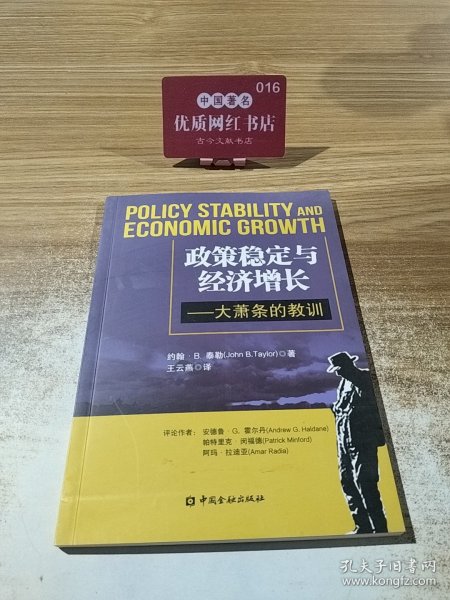 016
中国著名
优质网红书店
古今文献书店
POLICY STABILITY AND
ECONOMIC GROWTH
政策稳定与
经济增长
——大萧条的教训
约翰·B.泰勒(John B.Taylor)◎著
王云燕◎译
评论作者：安德鲁·G.霍尔丹(Andrew G. Haldane)
帕特里克·闵福德(Patrick Minford)
阿玛·拉迪亚(Amar Radia)
中国金融出版社
孔夫子旧书网
www.kongfz.com